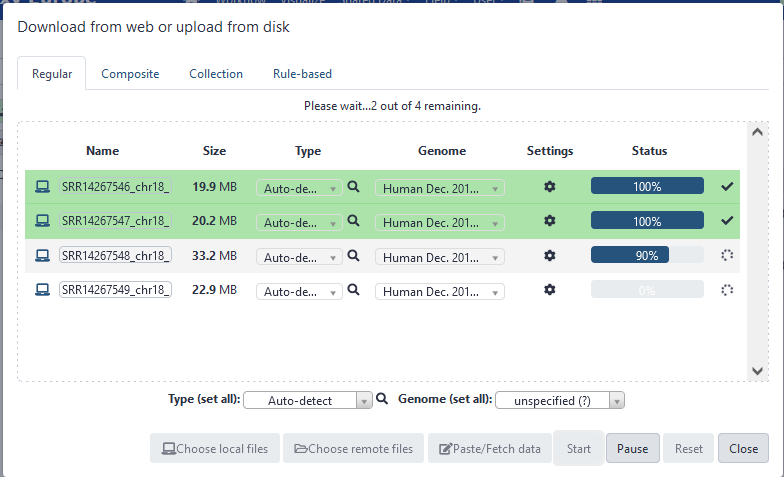 Download from web or upload from disk
Regular Composite Collection Rule-based
Please wait...2 out of 4 remaining.
Name Size Type Genome Settings Status
SRR14267546_chr18_ 19.9 MB Auto-de... Human Dec. 201... 100%
SRR14267547_chr18_ 20.2 MB Auto-de... Human Dec. 201... 100%
SRR14267548_chr18_ 33.2 MB Auto-de... Human Dec. 201... 90%
SRR14267549_chr18_ 22.9 MB Auto-de... Human Dec. 201... 0%
Type (set all): Auto-detect Genome (set all): unspecified (?)
Choose local files Choose remote files Paste/Fetch data Start Pause Reset Close